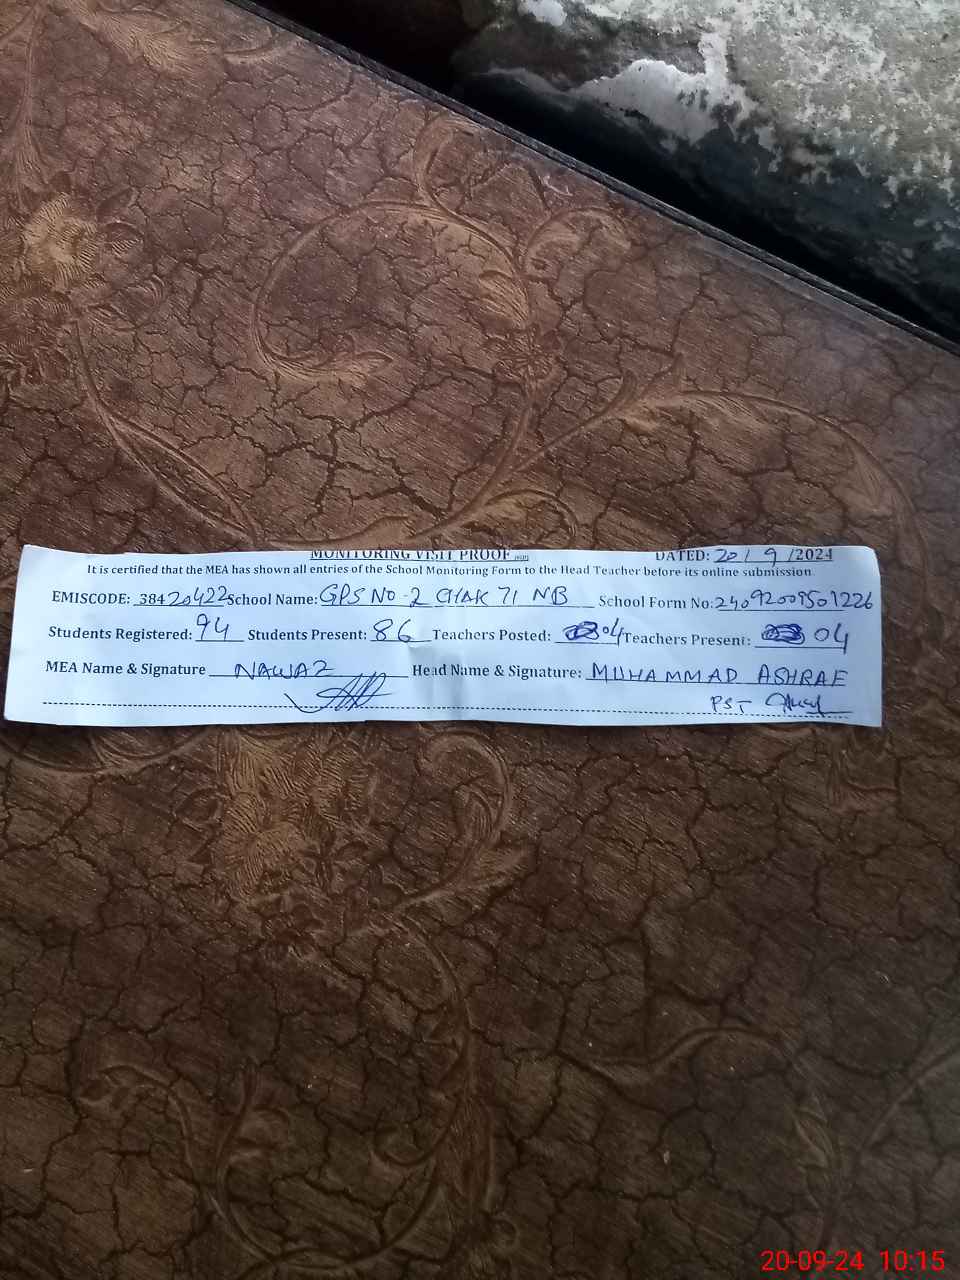 MONITORING VISIT PROOF DATED: 20/9/2024
It is certified that the MEA has shown all entries of the School Monitoring Form to the Head Teacher before its online submission.
EMISCODE: 38420422 School Name: GPS NO-2 CHAK 71 NB School Form No: 24092009501226
Students Registered: 94 Students Present: 86 Teachers Posted: 04 Teachers Present: 04
MEA Name & Signature NAWAZ Head Name & Signature: MUHAMMAD ASHRAF
PST
20-09-24 10:15